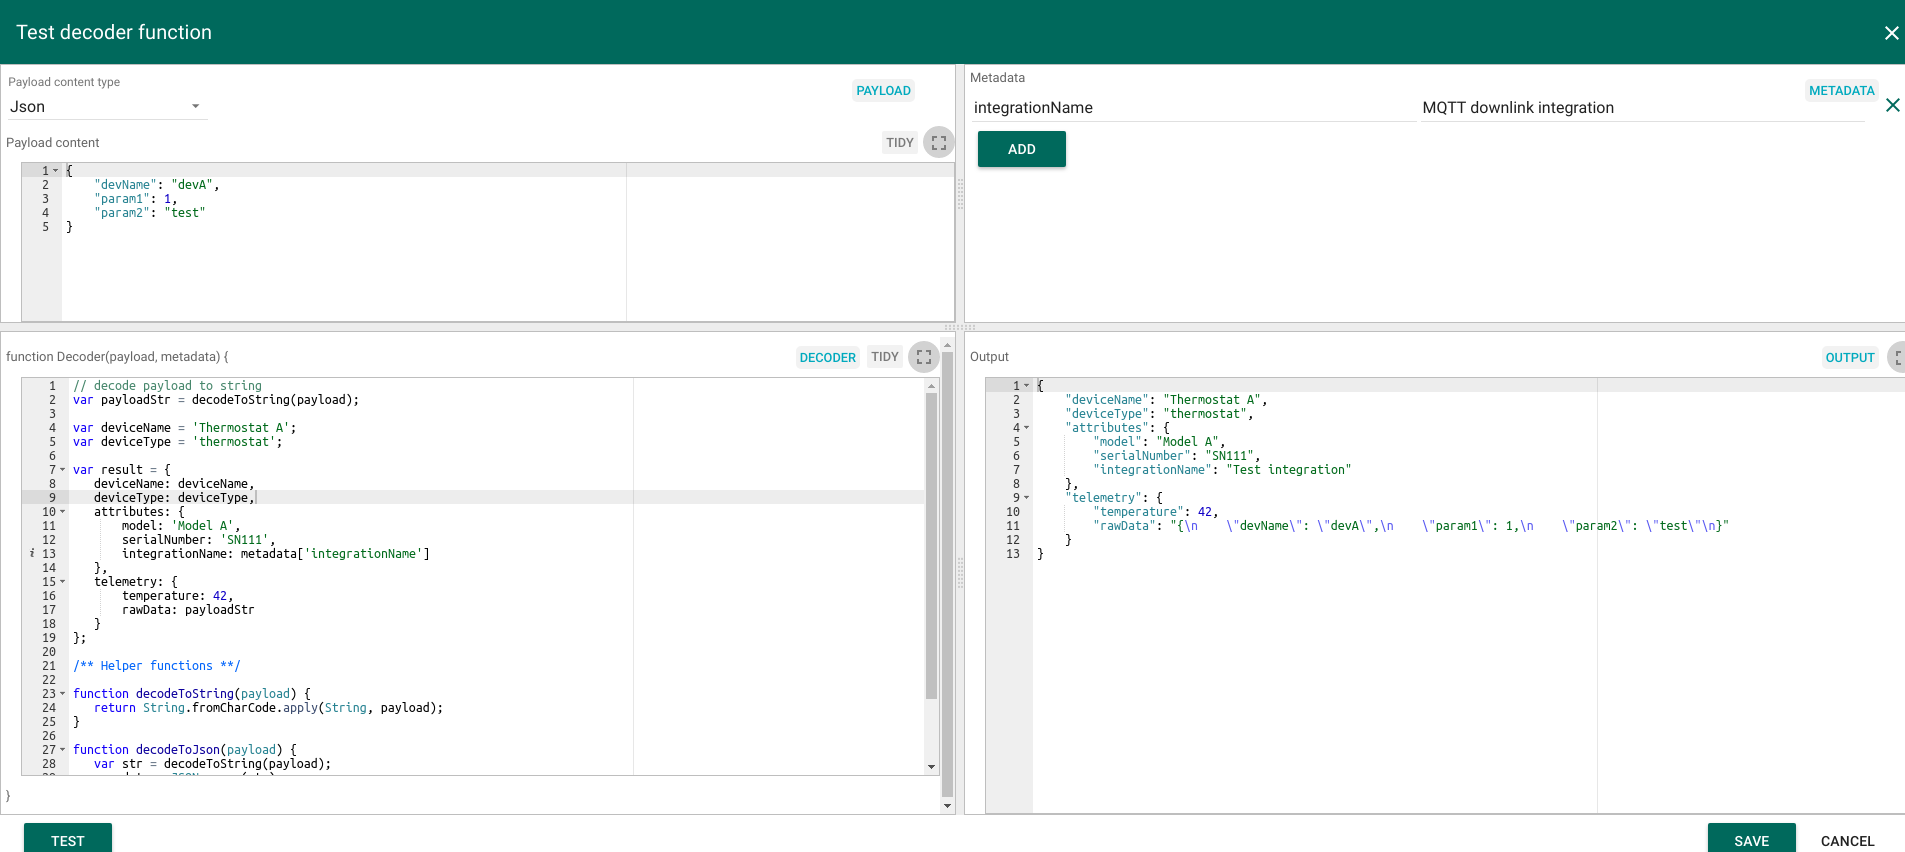 Test decoder function
Payload content type
PAYLOAD
Json
Payload content
TIDY
1 {
2     "devName": "devA",
3     "param1": 1,
4     "param2": "test"
5 }
Metadata
METADATA
integrationName MQTT downlink integration
ADD
function Decoder(payload, metadata) {
DECODER TIDY
1 // decode payload to string
2 var payloadStr = decodeToString(payload);
3
4 var deviceName = 'Thermostat A';
5 var deviceType = 'thermostat';
6
7 var result = {
8    deviceName: deviceName,
9    deviceType: deviceType,
10    attributes: {
11        model: 'Model A',
12        serialNumber: 'SN111',
i 13        integrationName: metadata['integrationName']
14    },
15    telemetry: {
16        temperature: 42,
17        rawData: payloadStr
18    }
19 };
20
21 /** Helper functions **/
22
23 function decodeToString(payload) {
24    return String.fromCharCode.apply(String, payload);
25 }
26
27 function decodeToJson(payload) {
28    var str = decodeToString(payload);
}
Output
OUTPUT
1 {
2     "deviceName": "Thermostat A",
3     "deviceType": "thermostat",
4     "attributes": {
5         "model": "Model A",
6         "serialNumber": "SN111",
7         "integrationName": "Test integration"
8     },
9     "telemetry": {
10         "temperature": 42,
11         "rawData": "{\n    \"devName\": \"devA\",\n    \"param1\": 1,\n    \"param2\": \"test\"\n}"
12     }
13 }
TEST
SAVE CANCEL